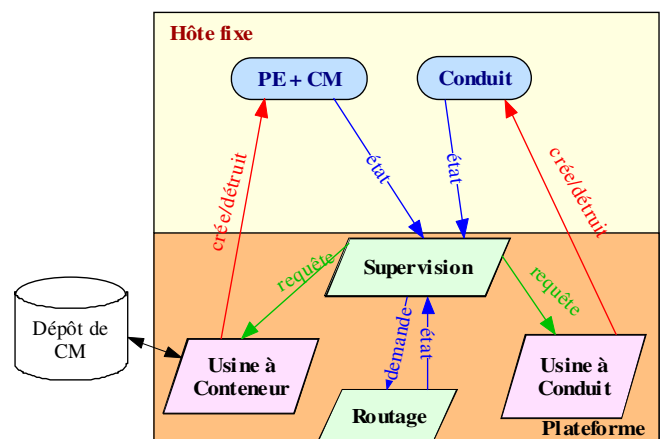 Hôte fixe
PE + CM
Conduit
état
état
crée/détruit
crée/détruit
Supervision
requête
requête
Dépôt de
CM
demande
état
Usine à
Conteneur
Usine à
Conduit
Routage
Plateforme